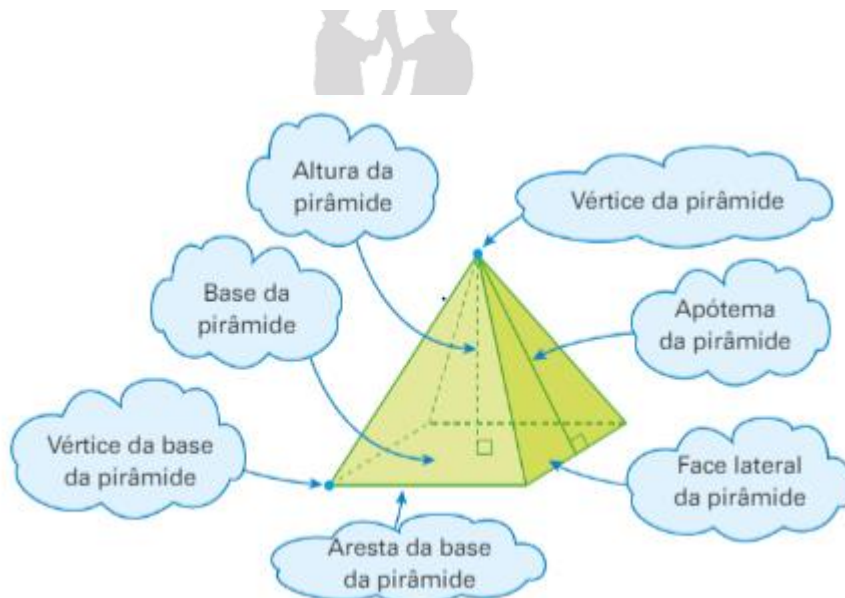 Altura da
pirâmide
Vértice da pirâmide
Base da
pirâmide
Apótema
da pirâmide
Vértice da base
da pirâmide
Face lateral
da pirâmide
Aresta da base
da pirâmide